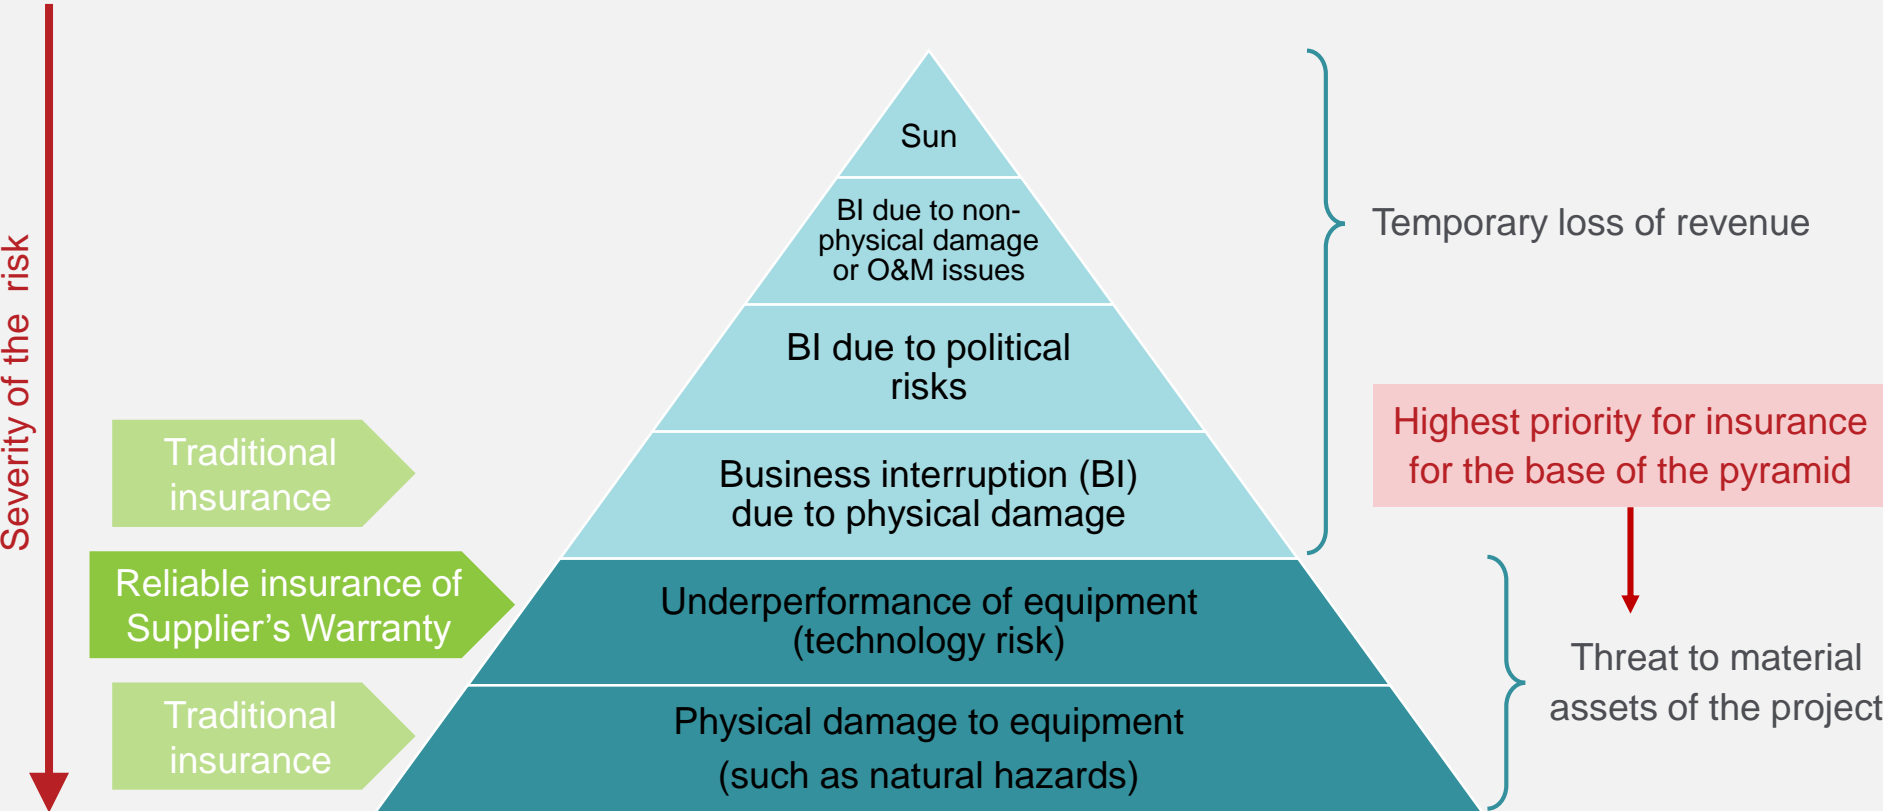 Severity of the risk
Sun
BI due to non-
physical damage
or O&M issues
BI due to political
risks
Business interruption (BI)
due to physical damage
Underperformance of equipment
(technology risk)
Physical damage to equipment
(such as natural hazards)
Traditional
insurance
Reliable insurance of
Supplier’s Warranty
Traditional
insurance
Temporary loss of revenue
Highest priority for insurance
for the base of the pyramid
Threat to material
assets of the project